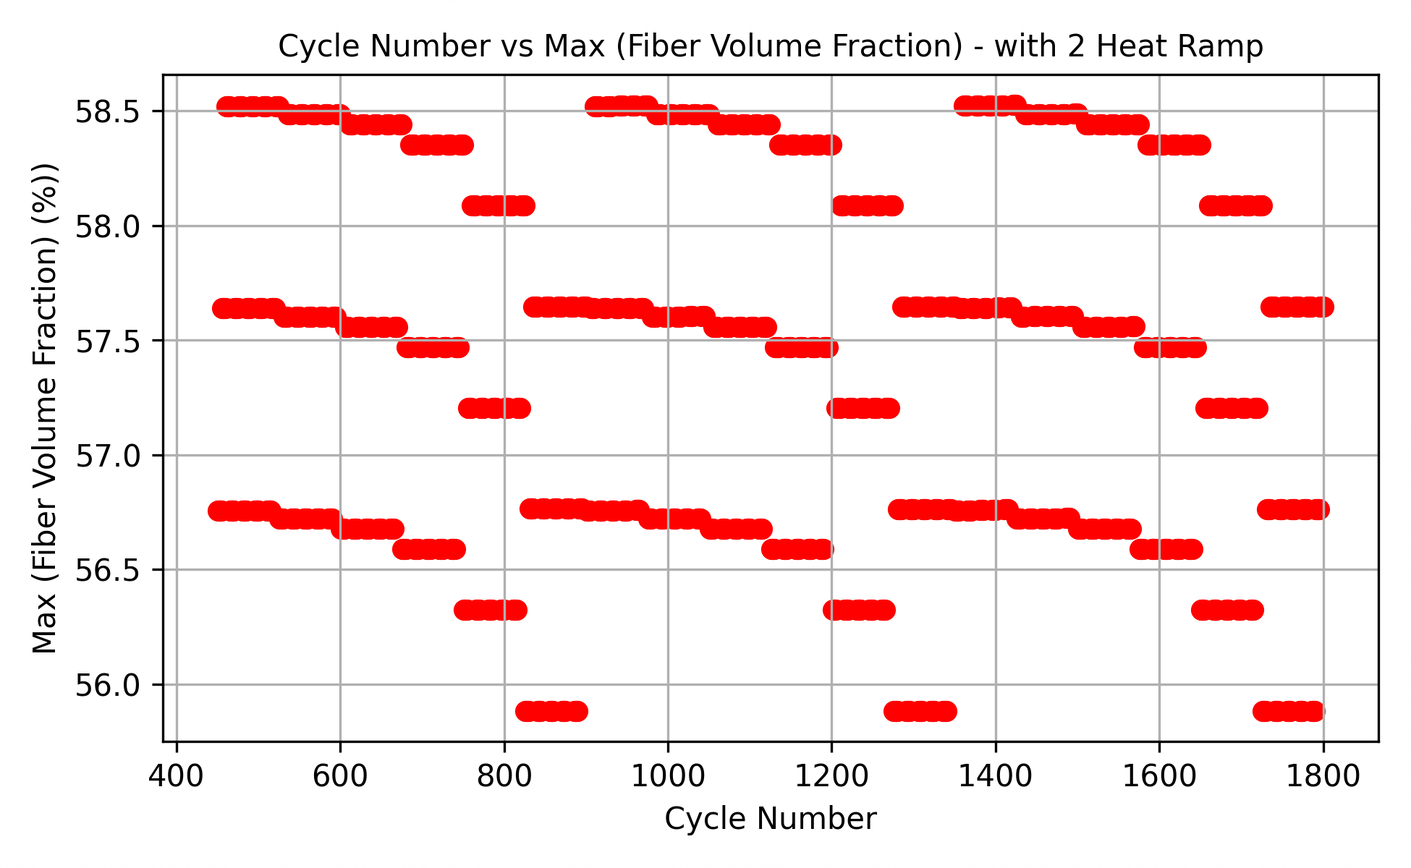 Cycle Number vs Max (Fiber Volume Fraction) - with 2 Heat Ramp
Max (Fiber Volume Fraction) (%))
58.5
58.0
57.5
57.0
56.5
56.0
400 600 800 1000 1200 1400 1600 1800
Cycle Number